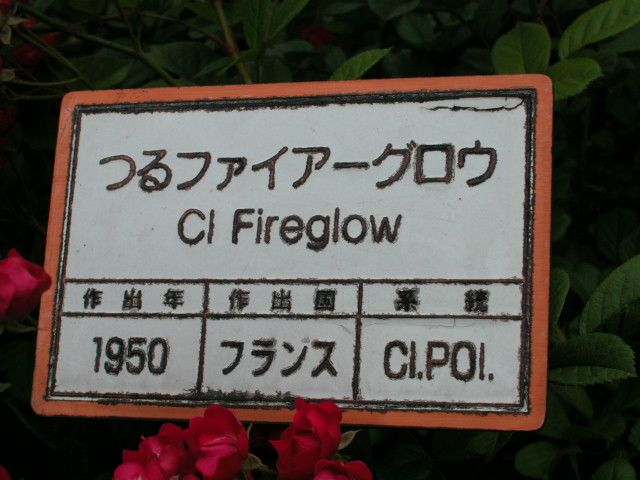 つるファイアーグロウ
Cl Fireglow
作出年 作出国 系統
1950 フランス Cl.POl.